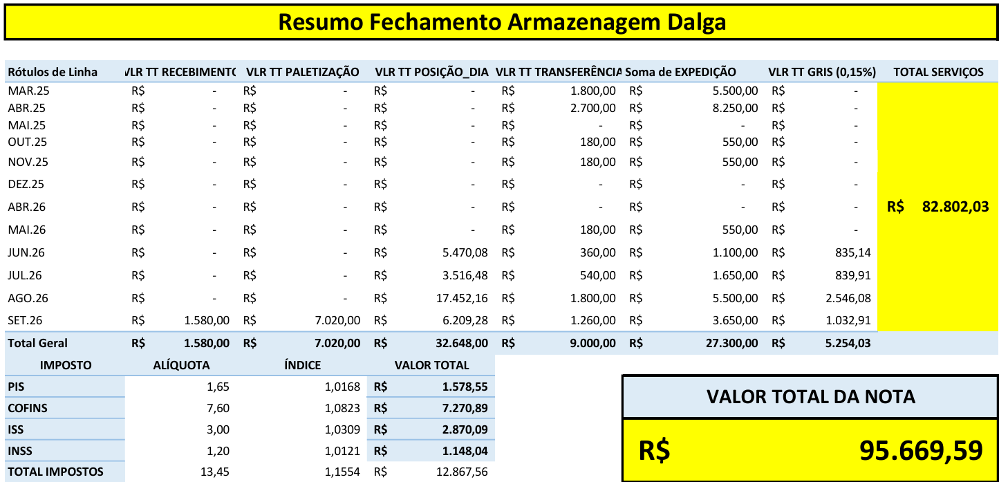 Resumo Fechamento Armazenagem Dalga
Rótulos de Linha VLR TT RECEBIMENTO VLR TT PALETIZAÇÃO VLR TT POSIÇÃO_DIA VLR TT TRANSFERÊNCIA Soma de EXPEDIÇÃO VLR TT GRIS (0,15%) TOTAL SERVIÇOS
MAR.25 R$ - R$ - R$ - R$ 1.800,00 R$ 5.500,00 R$ -
ABR.25 R$ - R$ - R$ - R$ 2.700,00 R$ 8.250,00 R$ -
MAI.25 R$ - R$ - R$ - R$ - R$ - R$ -
OUT.25 R$ - R$ - R$ - R$ 180,00 R$ 550,00 R$ -
NOV.25 R$ - R$ - R$ - R$ 180,00 R$ 550,00 R$ -
DEZ.25 R$ - R$ - R$ - R$ - R$ - R$ -
ABR.26 R$ - R$ - R$ - R$ - R$ - R$ - R$ 82.802,03
MAI.26 R$ - R$ - R$ - R$ 180,00 R$ 550,00 R$ -
JUN.26 R$ - R$ - R$ 5.470,08 R$ 360,00 R$ 1.100,00 R$ 835,14
JUL.26 R$ - R$ - R$ 3.516,48 R$ 540,00 R$ 1.650,00 R$ 839,91
AGO.26 R$ - R$ - R$ 17.452,16 R$ 1.800,00 R$ 5.500,00 R$ 2.546,08
SET.26 R$ 1.580,00 R$ 7.020,00 R$ 6.209,28 R$ 1.260,00 R$ 3.650,00 R$ 1.032,91
Total Geral R$ 1.580,00 R$ 7.020,00 R$ 32.648,00 R$ 9.000,00 R$ 27.300,00 R$ 5.254,03
IMPOSTO ALÍQUOTA ÍNDICE VALOR TOTAL
PIS 1,65 1,0168 R$ 1.578,55
COFINS 7,60 1,0823 R$ 7.270,89
ISS 3,00 1,0309 R$ 2.870,09
INSS 1,20 1,0121 R$ 1.148,04
TOTAL IMPOSTOS 13,45 1,1554 R$ 12.867,56
VALOR TOTAL DA NOTA
R$ 95.669,59